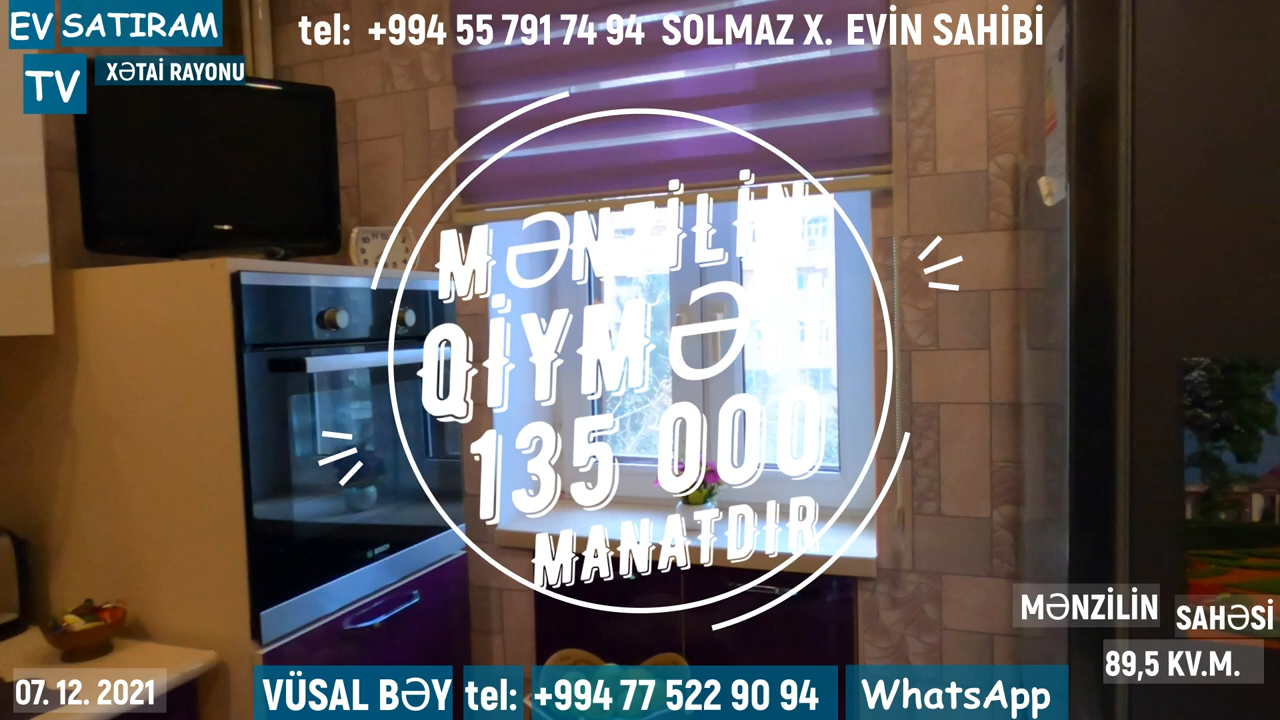 EV SATIRAM
TV
XƏTAİ RAYONU
tel: +994 55 791 74 94 SOLMAZ X. EVİN SAHİBİ
MƏNZİLİN
QİYMƏ
135 000
MANATDIR
BOSCH
MƏNZİLİN SAHƏSİ
89,5 KV.M.
07. 12. 2021
VÜSAL BƏY tel: +994 77 522 90 94 WhatsApp